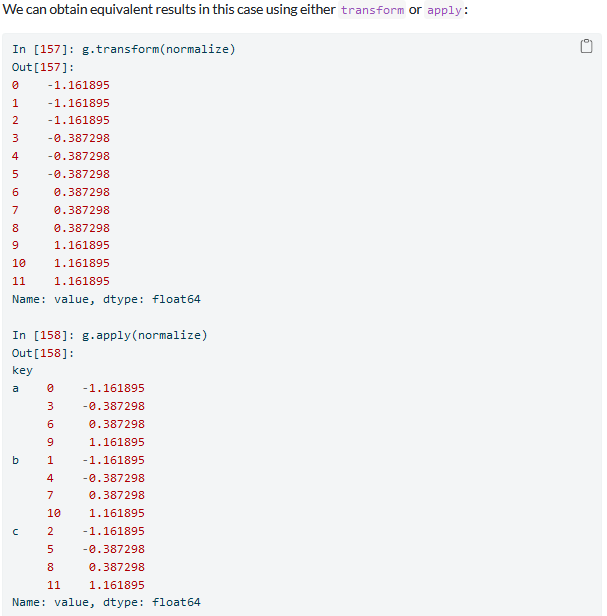 We can obtain equivalent results in this case using either transform or apply:
In [157]: g.transform(normalize)
Out[157]:
0    -1.161895
1    -1.161895
2    -1.161895
3    -0.387298
4    -0.387298
5    -0.387298
6     0.387298
7     0.387298
8     0.387298
9     1.161895
10    1.161895
11    1.161895
Name: value, dtype: float64
In [158]: g.apply(normalize)
Out[158]:
key
a    0    -1.161895
     3    -0.387298
     6     0.387298
     9     1.161895
b    1    -1.161895
     4    -0.387298
     7     0.387298
     10    1.161895
c    2    -1.161895
     5    -0.387298
     8     0.387298
     11    1.161895
Name: value, dtype: float64